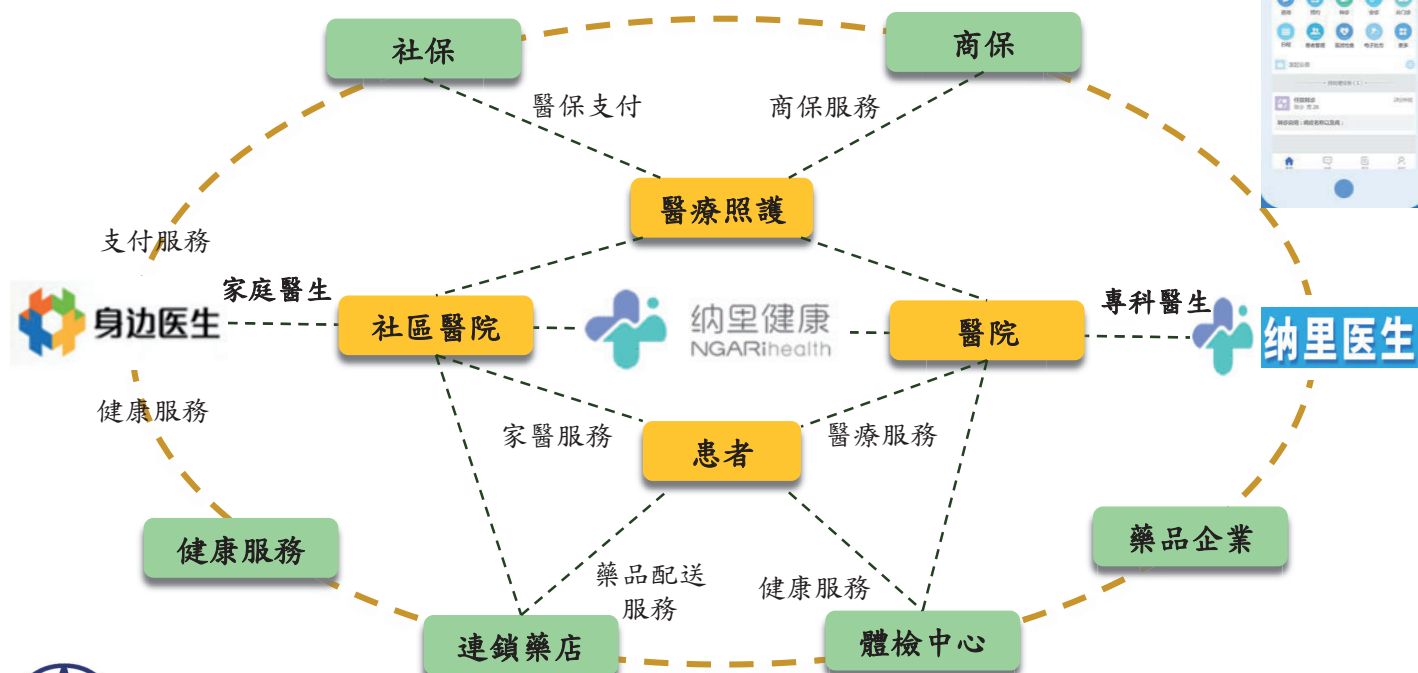 社保
商保
醫保支付
商保服務
醫療照護
支付服務
家庭醫生
身边医生
社區醫院
纳里健康
NGARihealth
醫院
專科醫生
纳里医生
健康服務
家醫服務
患者
醫療服務
健康服務
藥品企業
藥品配送
服務
健康服務
連鎖藥店
體檢中心